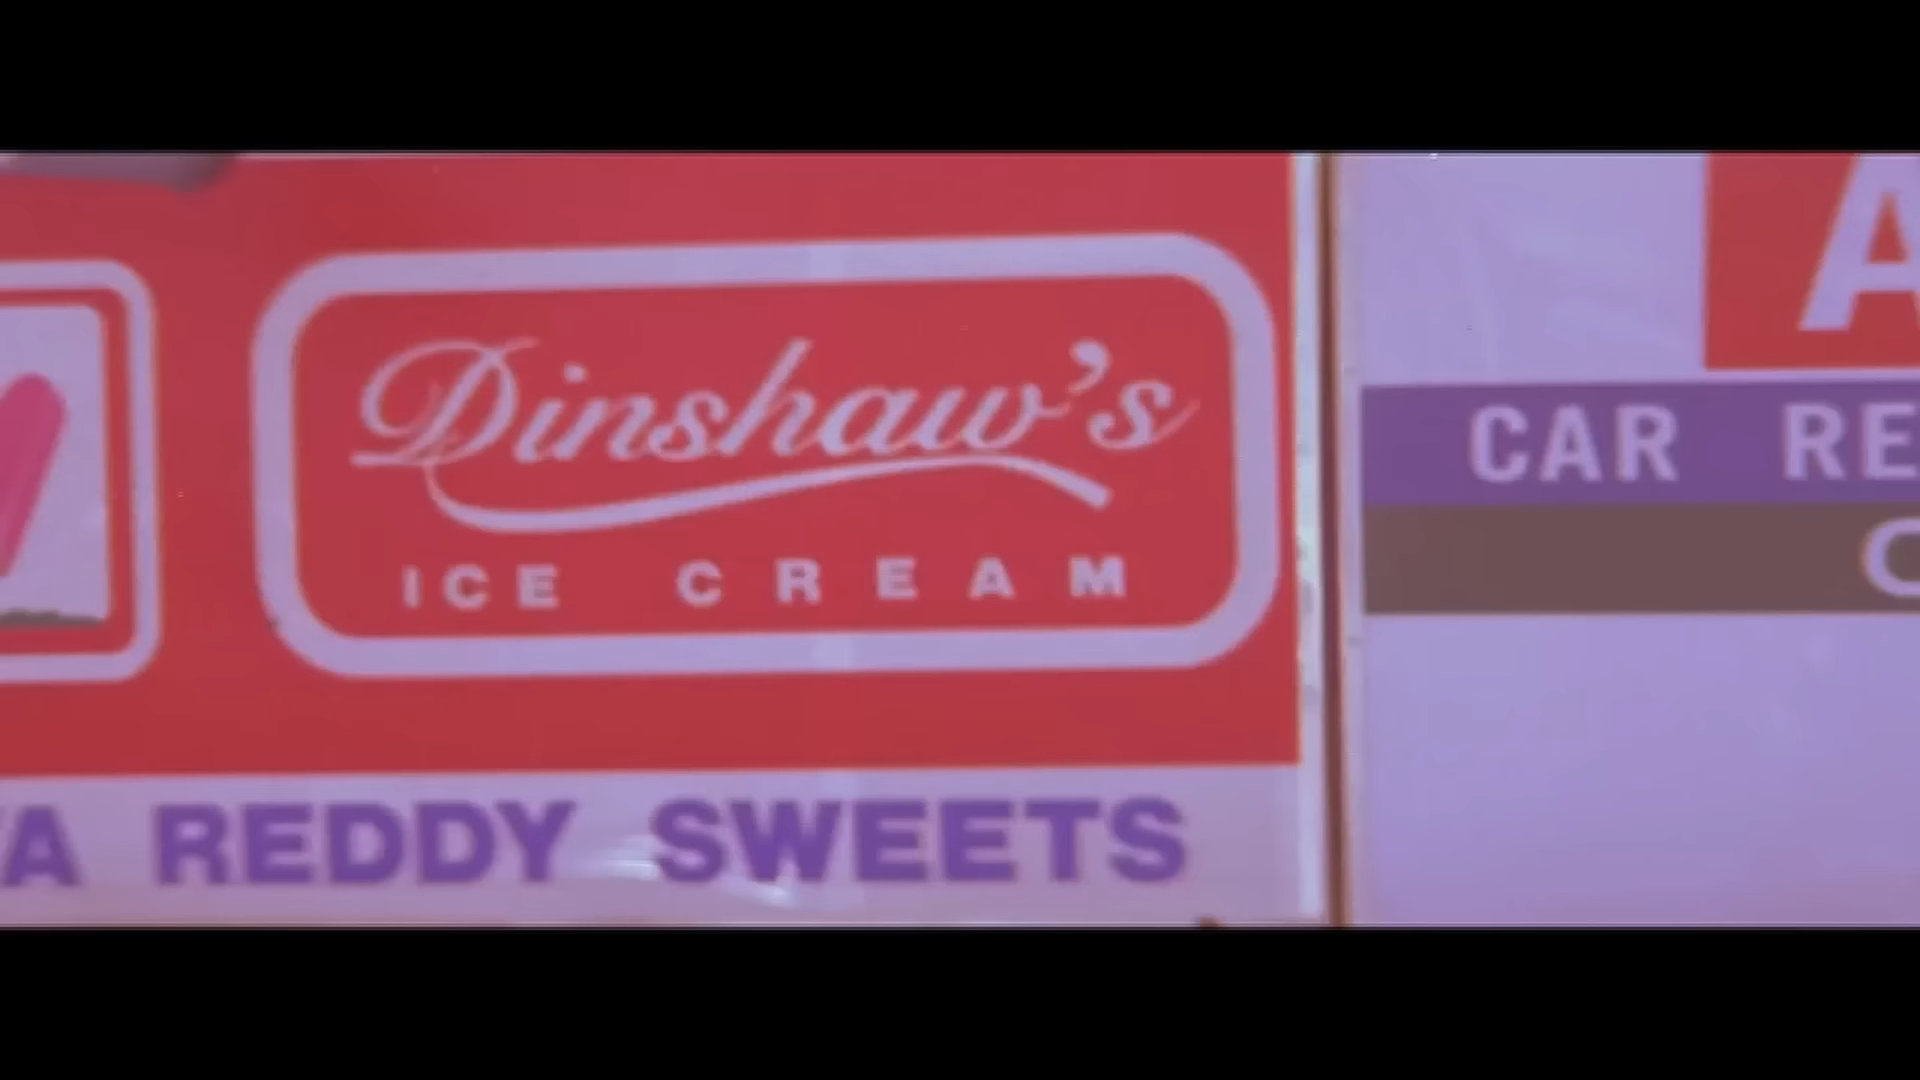 Dinshaw's
ICE CREAM
REDDY SWEETS
A
CAR